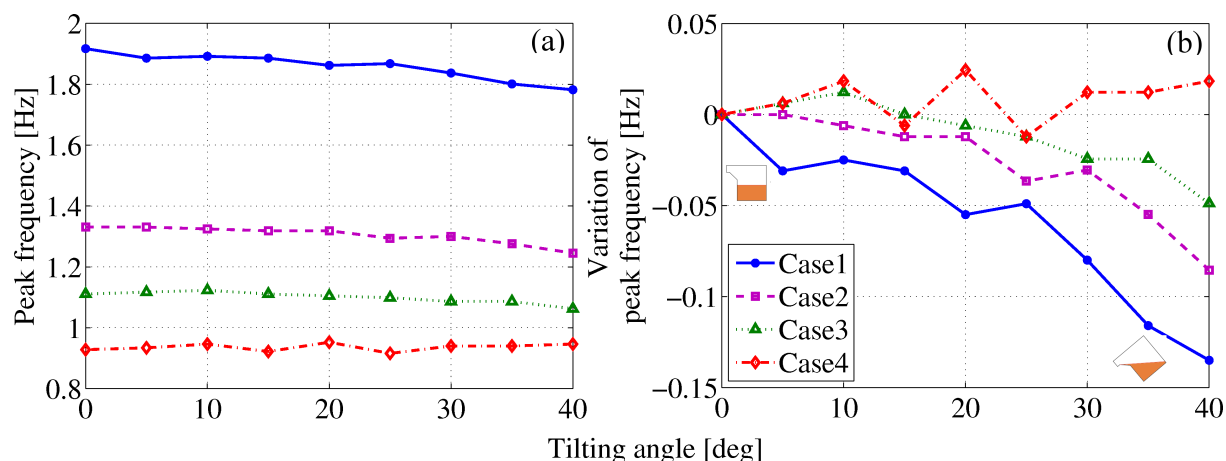 2
1.8
1.6
1.4
1.2
1
0.8
0
10
20
30
40
Peak frequency [Hz]
(a)
0.05
0
−0.05
−0.1
−0.15
0
10
20
30
40
Variation of
peak frequency [Hz]
(b)
Case1
Case2
Case3
Case4
Tilting angle [deg]